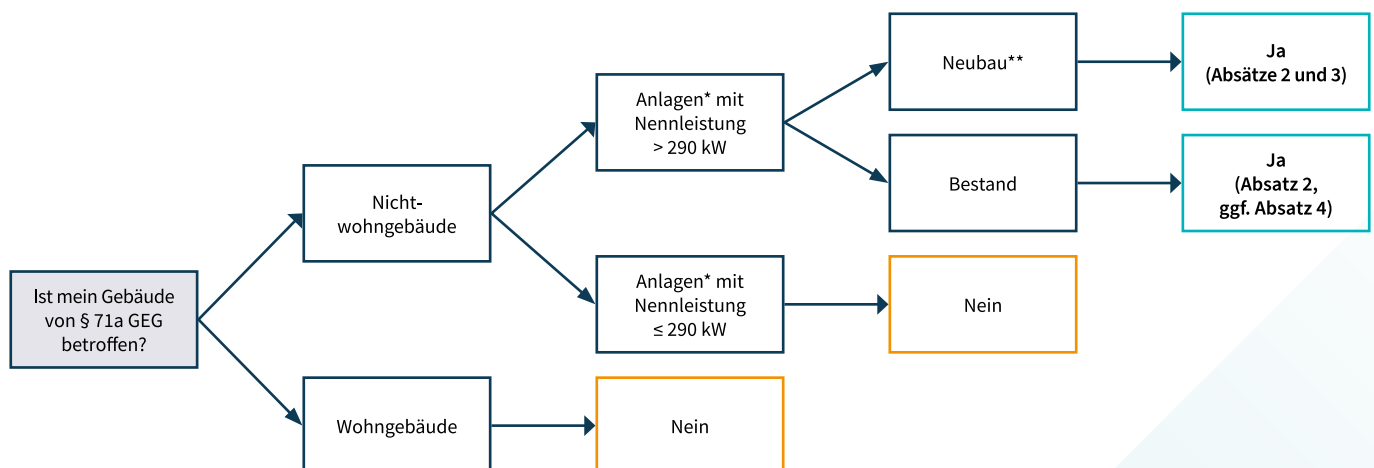 Ist mein Gebäude
von § 71a GEG
betroffen?
Nicht-
wohngebäude
Wohngebäude
Anlagen* mit
Nennleistung
> 290 kW
Anlagen* mit
Nennleistung
≤ 290 kW
Nein
Neubau**
Bestand
Nein
Ja
(Absätze 2 und 3)
Ja
(Absatz 2,
ggf. Absatz 4)